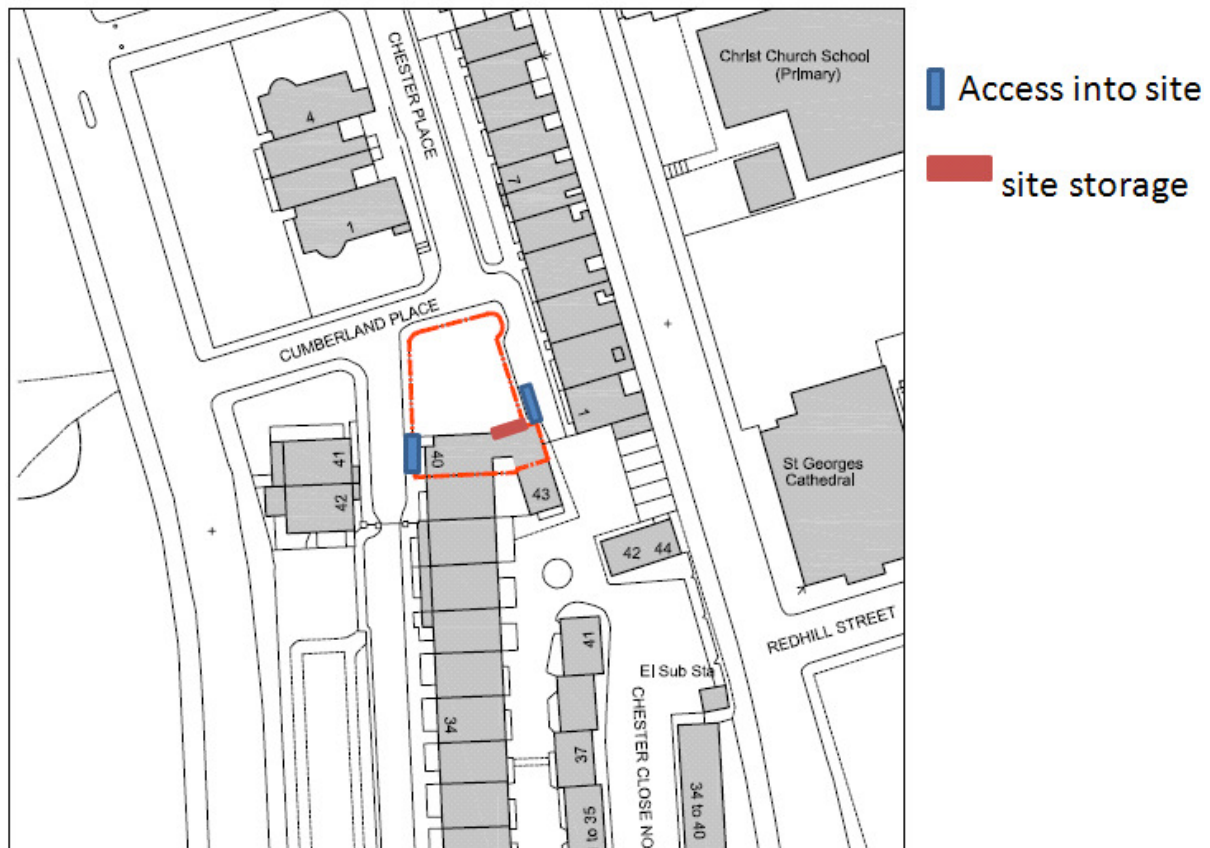 CHESTER PLACE
Christ Church School
(Primary)
Access into site
site storage
4
7
1
CUMBERLAND PLACE
1
41
42
40
43
St Georges
Cathedral
42 44
REDHILL STREET
41
El Sub Sta
34
37
CHESTER CLOSE NO
to 35
34 to 40